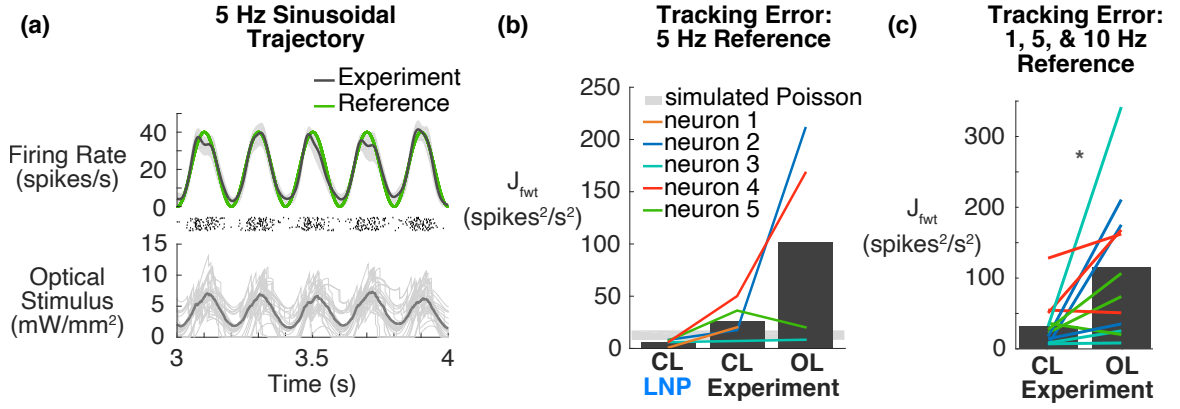 (a)
5 Hz Sinusoidal
Trajectory
Experiment
Reference
Firing Rate
(spikes/s)
40
20
0
Optical
Stimulus
(mW/mm²)
15
10
5
0
3
3.5
4
Time (s)
(b)
Tracking Error:
5 Hz Reference
J_fwt
(spikes²/s²)
250
200
150
100
50
0
simulated Poisson
neuron 1
neuron 2
neuron 3
neuron 4
neuron 5
CL CL OL
LNP Experiment
(c)
Tracking Error:
1, 5, & 10 Hz
Reference
J_fwt
(spikes²/s²)
300
200
100
0
*
CL OL
Experiment